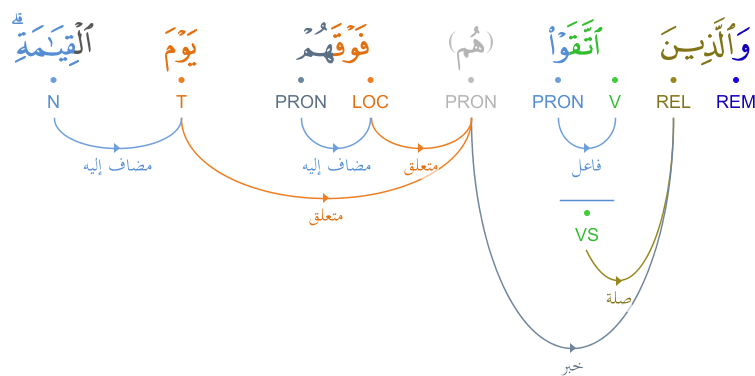 وَٱلَّذِينَ ٱتَّقَوْا۟ (هُم) فَوْقَهُمْ يَوْمَ ٱلْقِيَٰمَةِ ۗ
REM REL V PRON PRON LOC PRON T N
فاعل متعلق مضاف إليه مضاف إليه
متعلق
VS
صلة
خبر